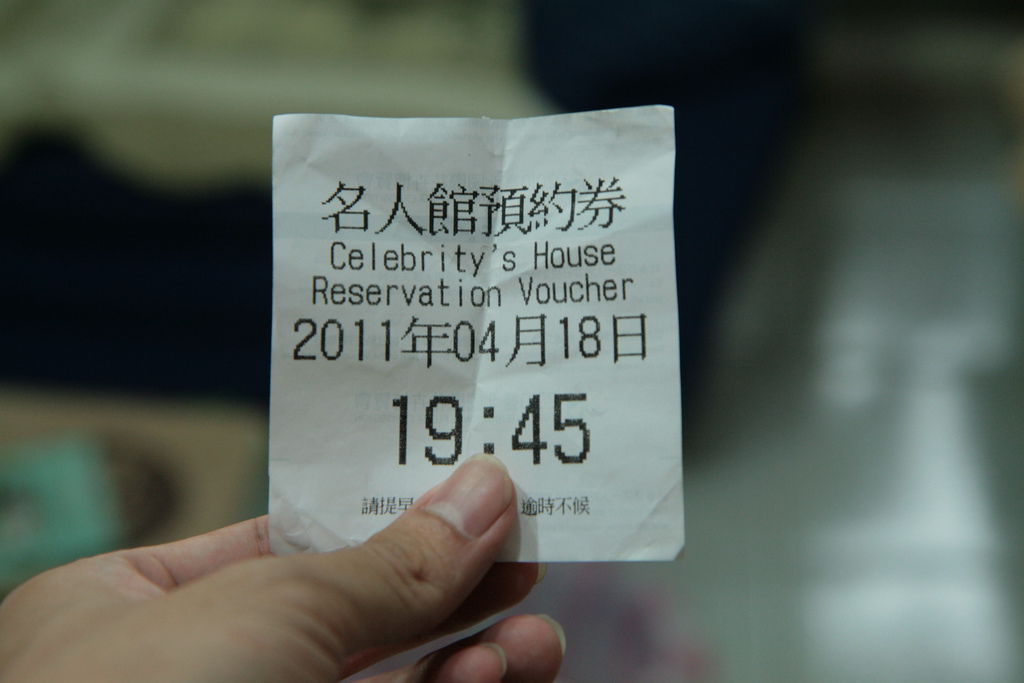 名人館預約券
Celebrity's House
Reservation Voucher
2011年04月18日
19:45
請提早 逾時不候